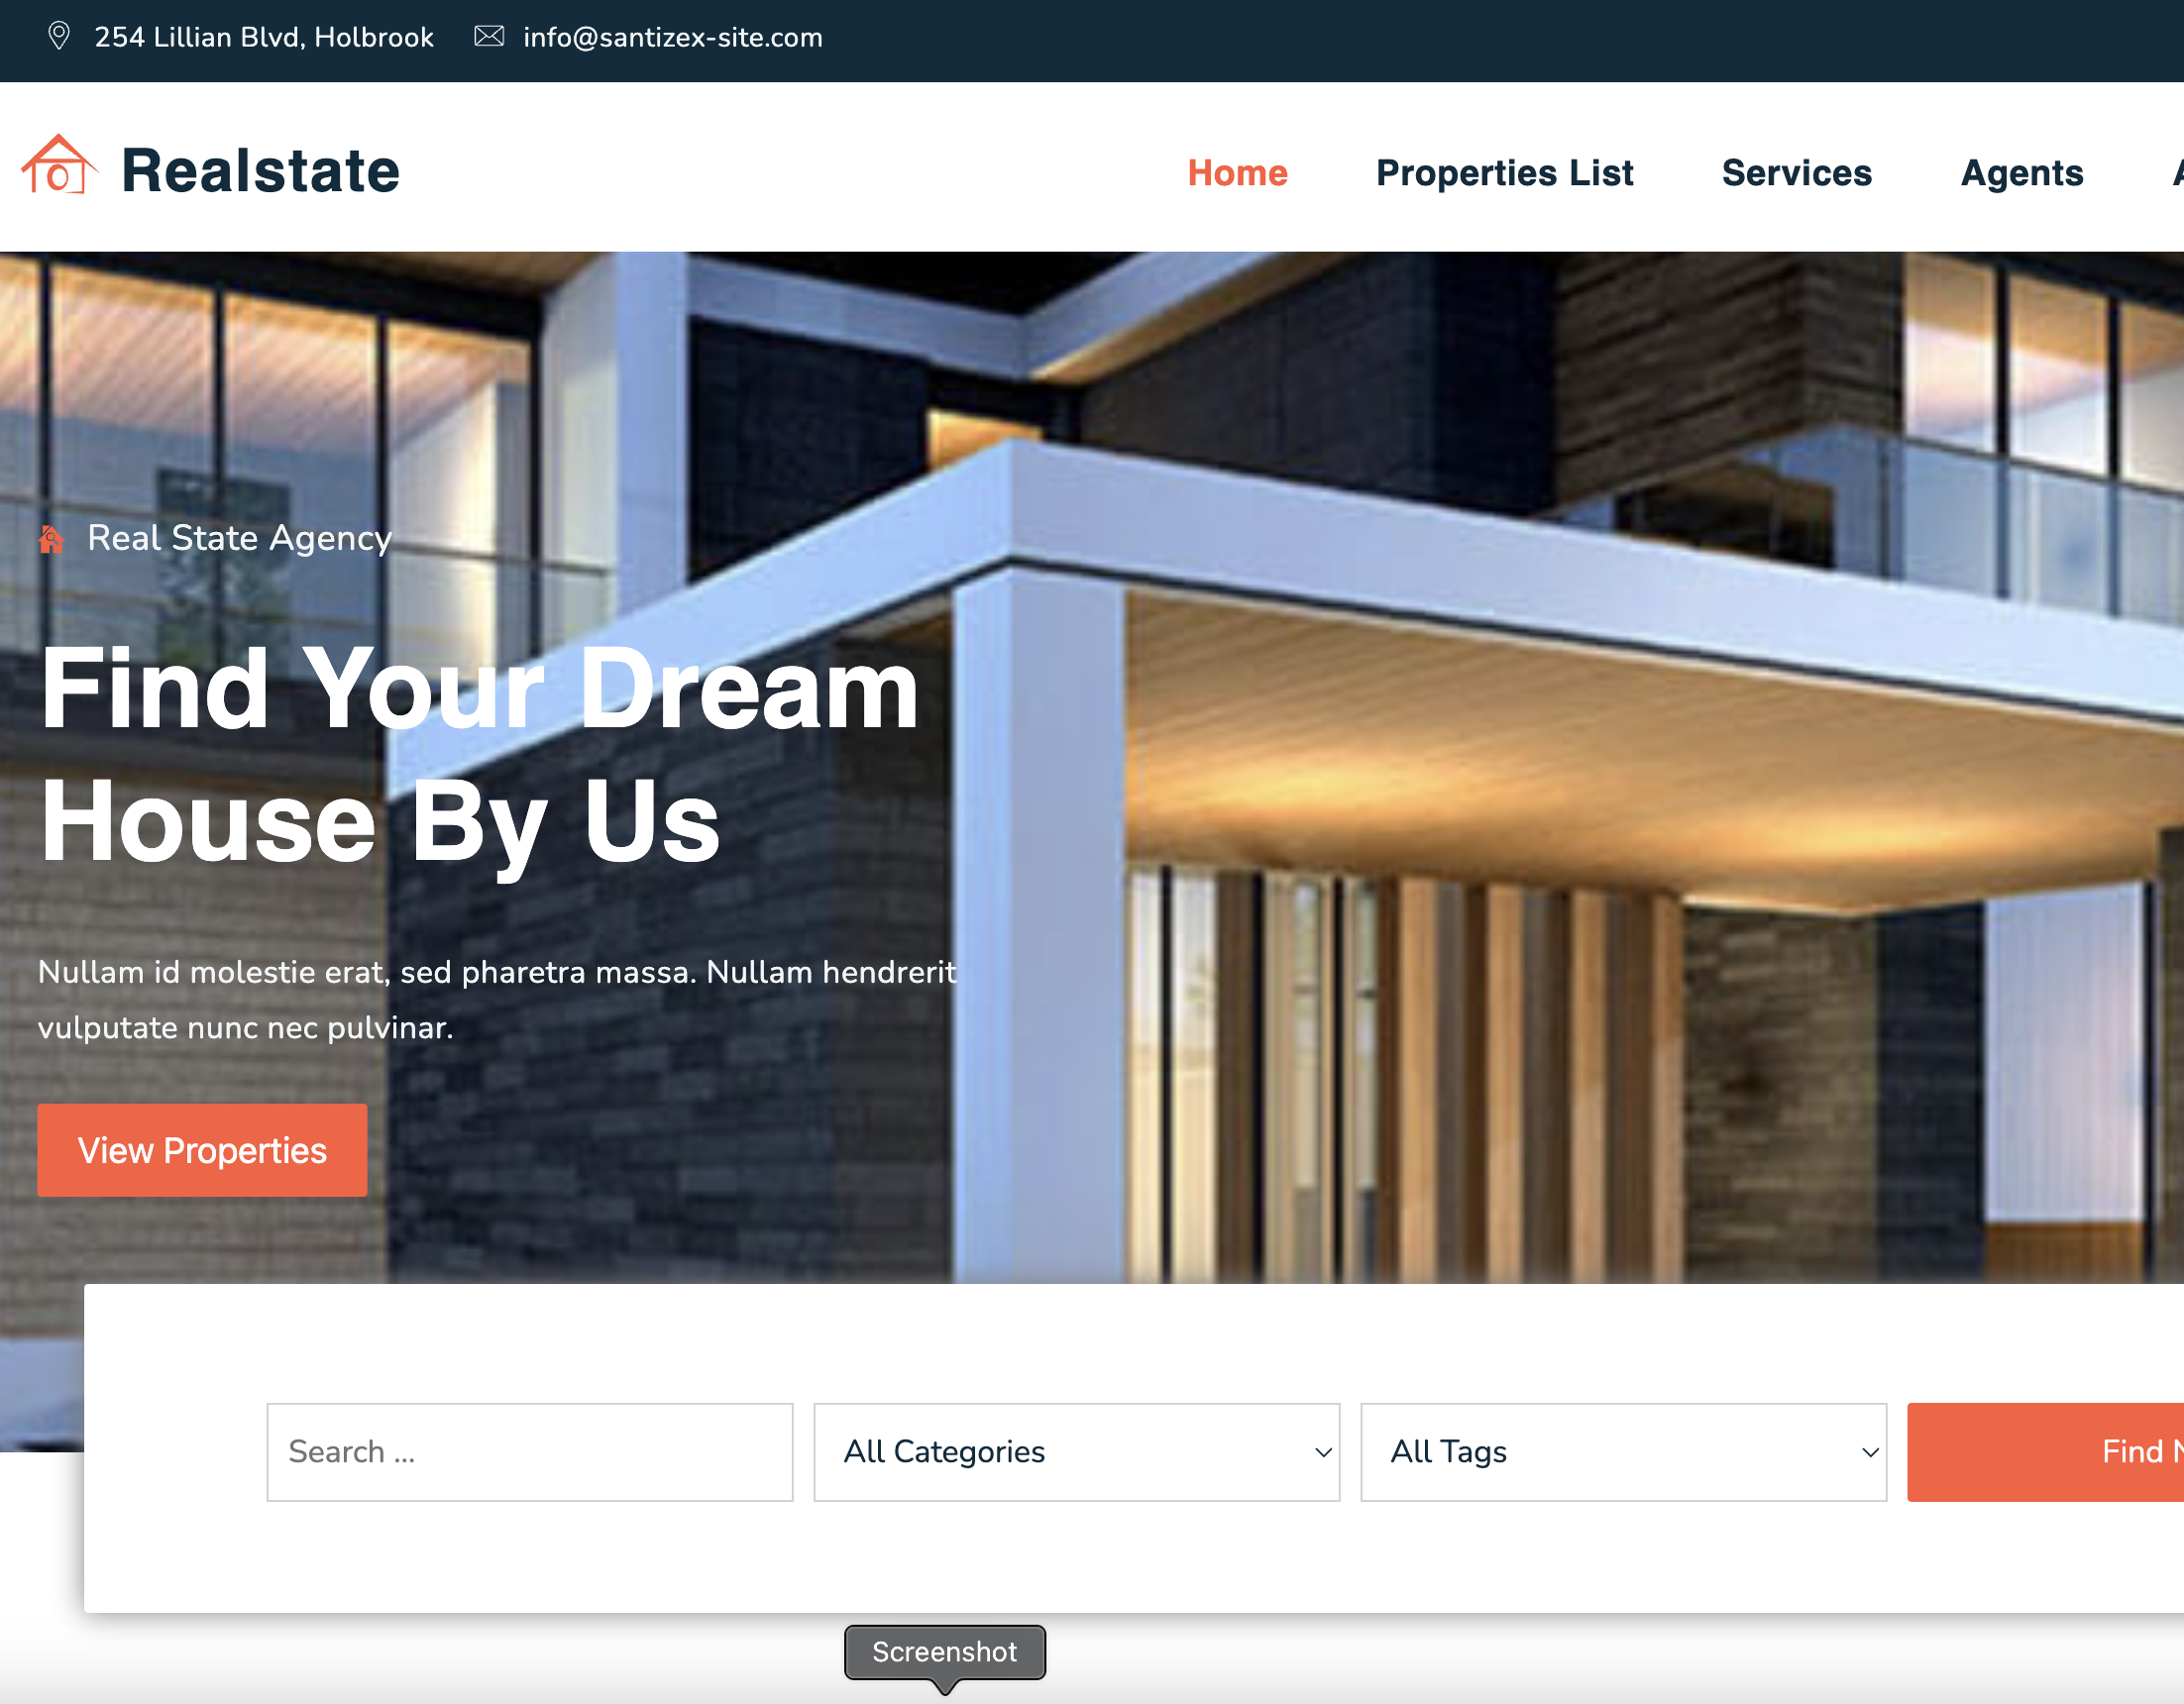 254 Lillian Blvd, Holbrook info@santizex-site.com
Realstate Home Properties List Services Agents
Real State Agency
Find Your Dream
House By Us
Nullam id molestie erat, sed pharetra massa. Nullam hendrerit
vulputate nunc nec pulvinar.
View Properties
Search ... All Categories All Tags Find
Screenshot